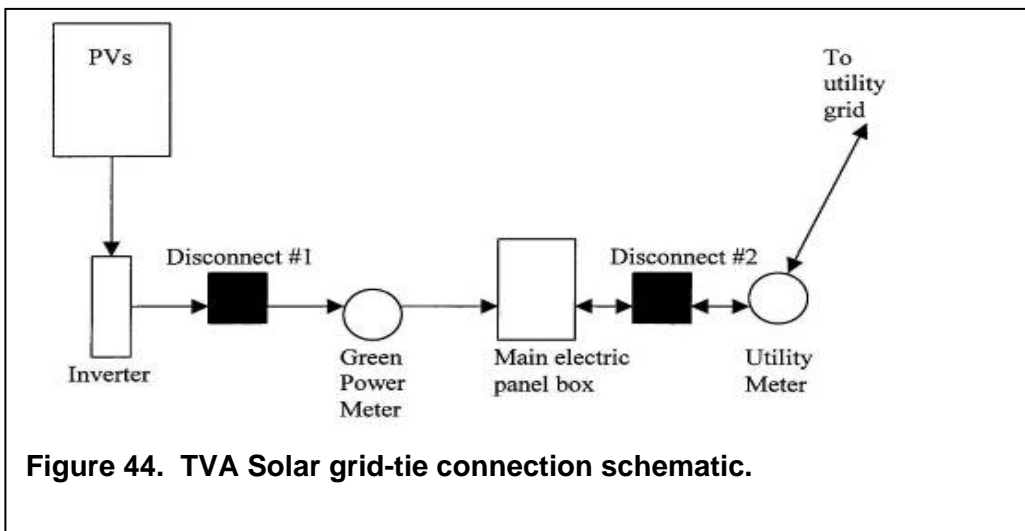 PVs
To
utility
grid
Disconnect #1
Disconnect #2
Inverter
Green
Power
Meter
Main electric
panel box
Utility
Meter
Figure 44. TVA Solar grid-tie connection schematic.